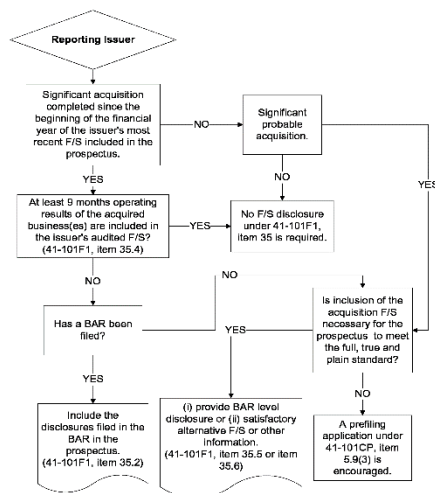 Reporting Issuer
Significant acquisition
completed since the
beginning of the financial
year of the issuer's most
recent F/S included in the
prospectus.
NO
Significant
probable
acquisition.
YES
NO
YES
At least 9 months operating
results of the acquired
business(es) are included
in the issuer's audited F/S?
(41-101F1, item 35.4)
YES
No F/S disclosure
under 41-101F1,
item 35 is required.
NO
NO
Has a BAR been
filed?
YES
Is inclusion of the
acquisition F/S
necessary for the
prospectus to meet
the full, true and
plain standard?
YES
NO
Include the
disclosures filed in the
BAR in the
prospectus.
(41-101F1, item 35.2)
(i) provide BAR level
disclosure or (ii) satisfactory
alternative F/S or other
information.
(41-101F1, item 35.5 or item
35.6)
A prefiling
application under
41-101CP, item
5.9(3) is
encouraged.